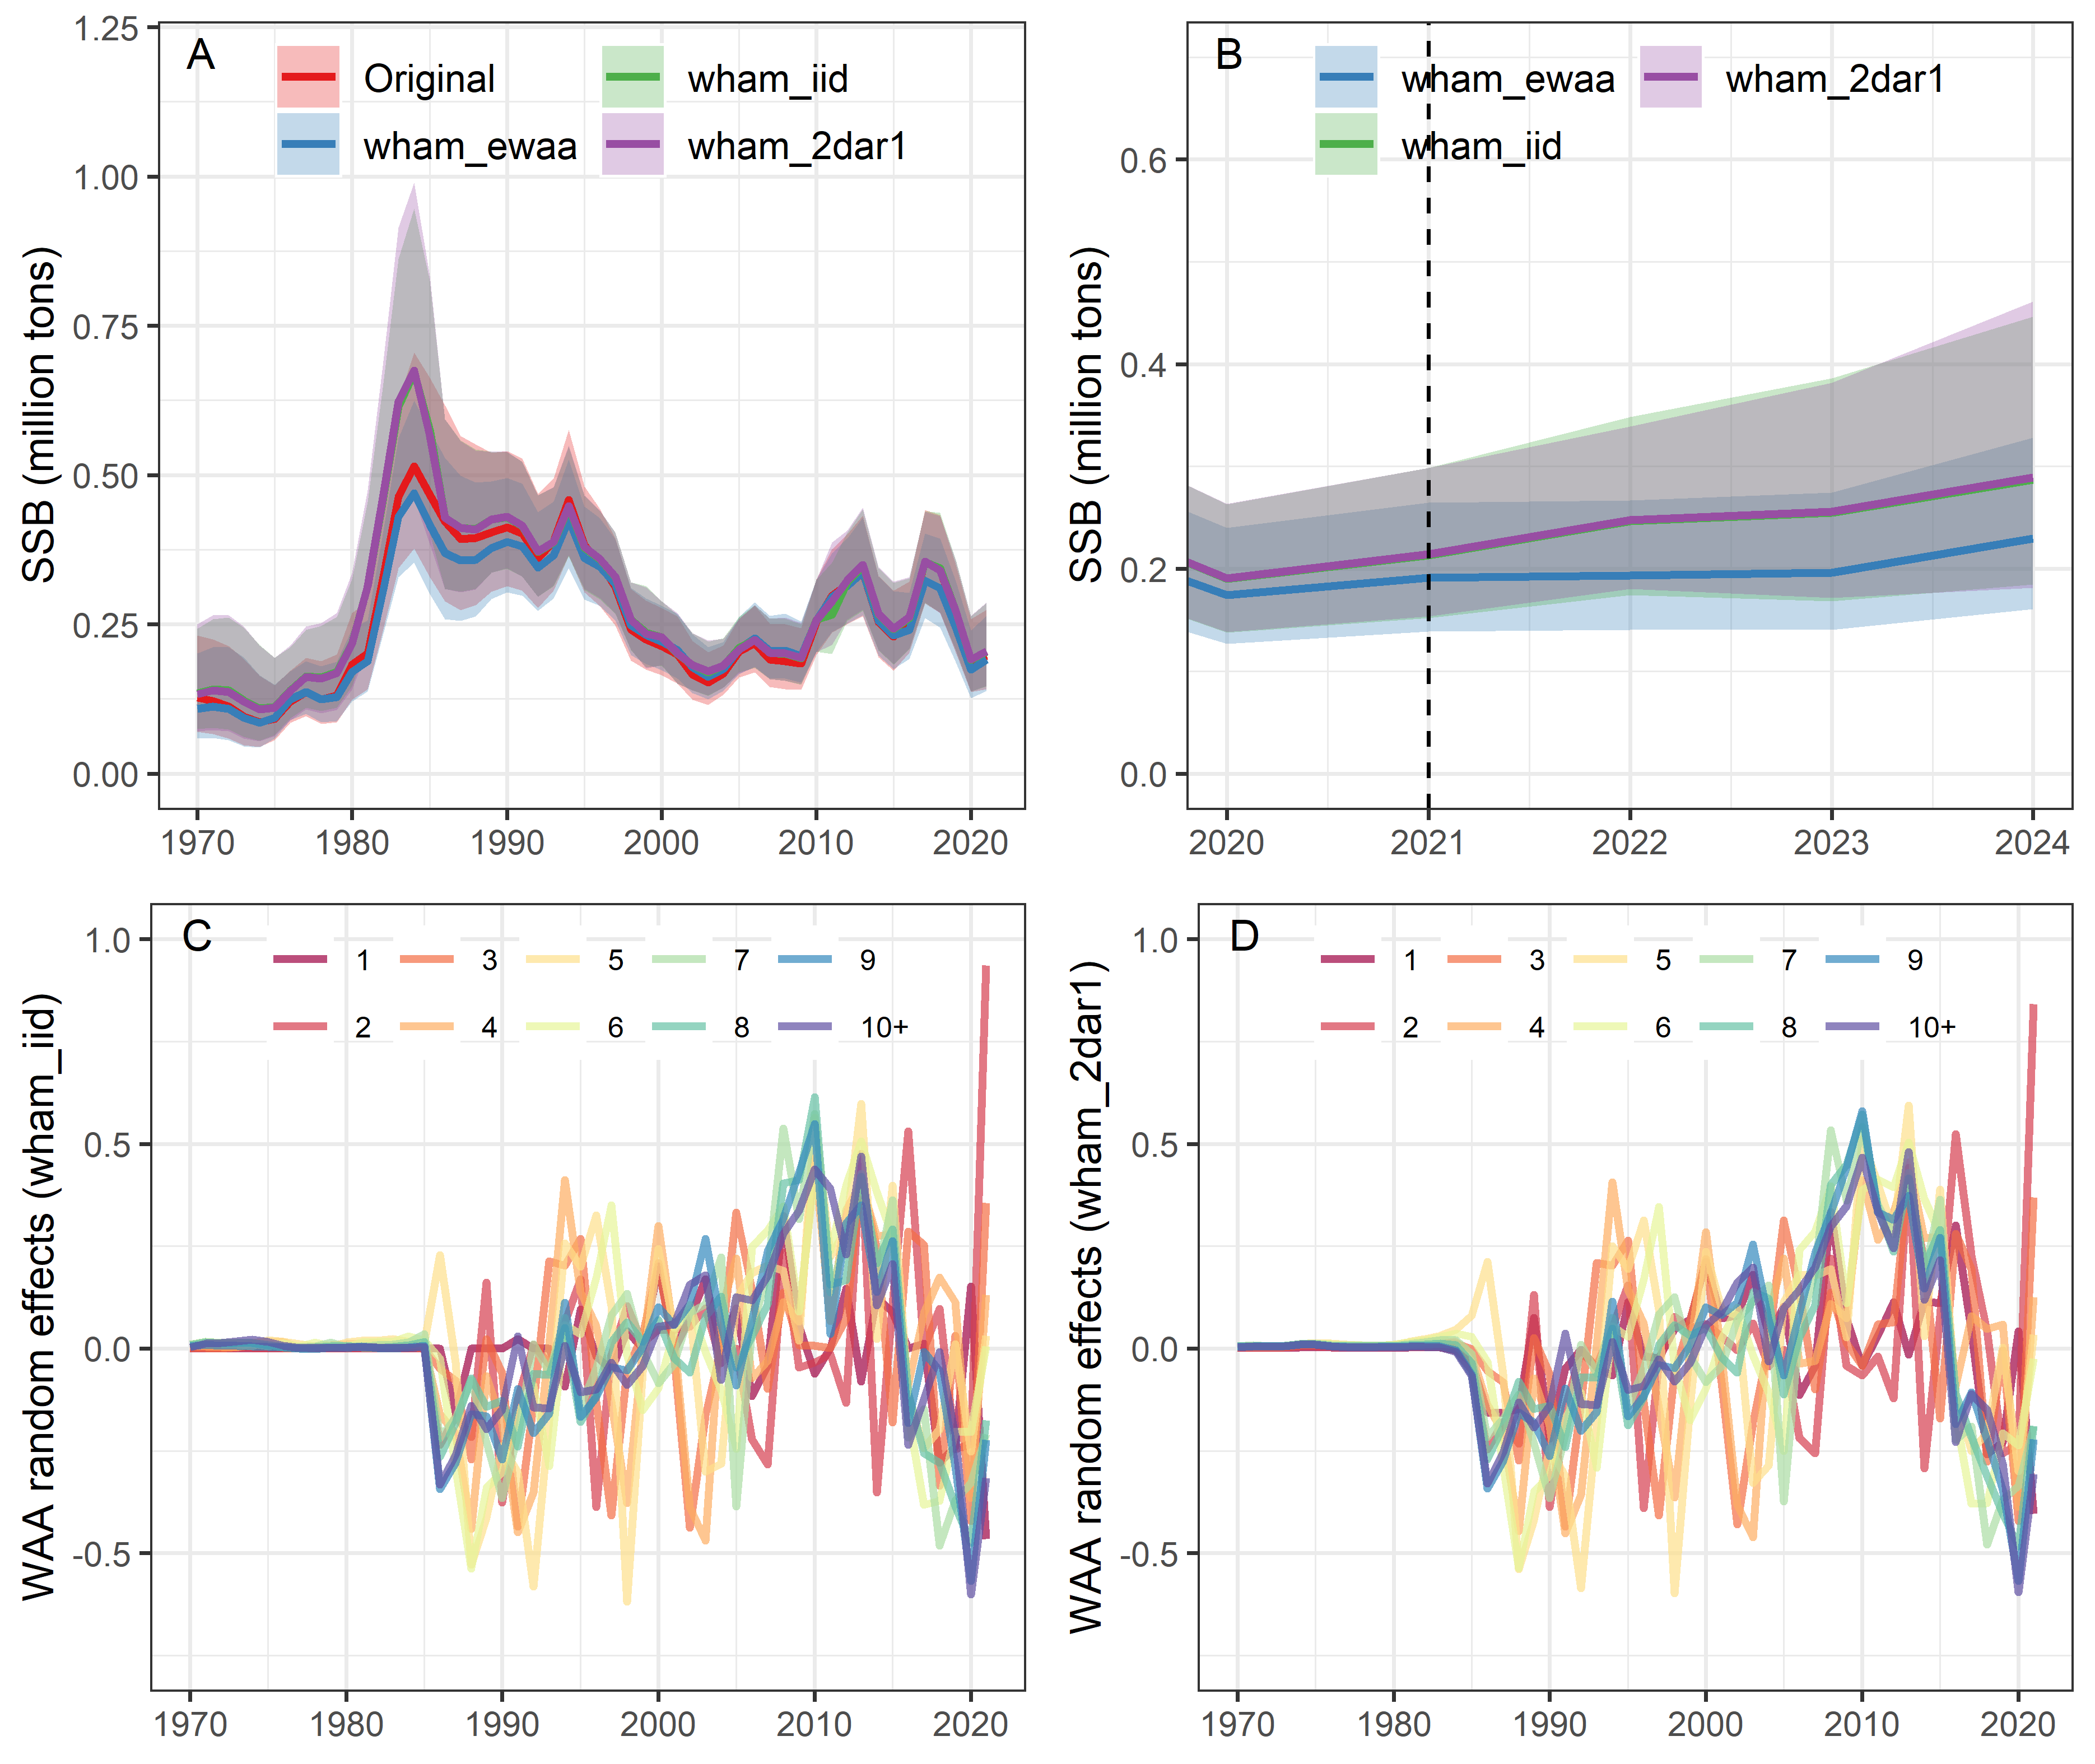 A
Original
wham_iid
wham_ewaa
wham_2dar1
SSB (million tons)
1.25
1.00
0.75
0.50
0.25
0.00
1970 1980 1990 2000 2010 2020
B
wham_ewaa
wham_2dar1
wham_iid
SSB (million tons)
0.6
0.4
0.2
0.0
2020 2021 2022 2023 2024
C
1 3 5 7 9
2 4 6 8 10+
WAA random effects (wham_iid)
1.0
0.5
0.0
-0.5
1970 1980 1990 2000 2010 2020
D
1 3 5 7 9
2 4 6 8 10+
WAA random effects (wham_2dar1)
1.0
0.5
0.0
-0.5
1970 1980 1990 2000 2010 2020